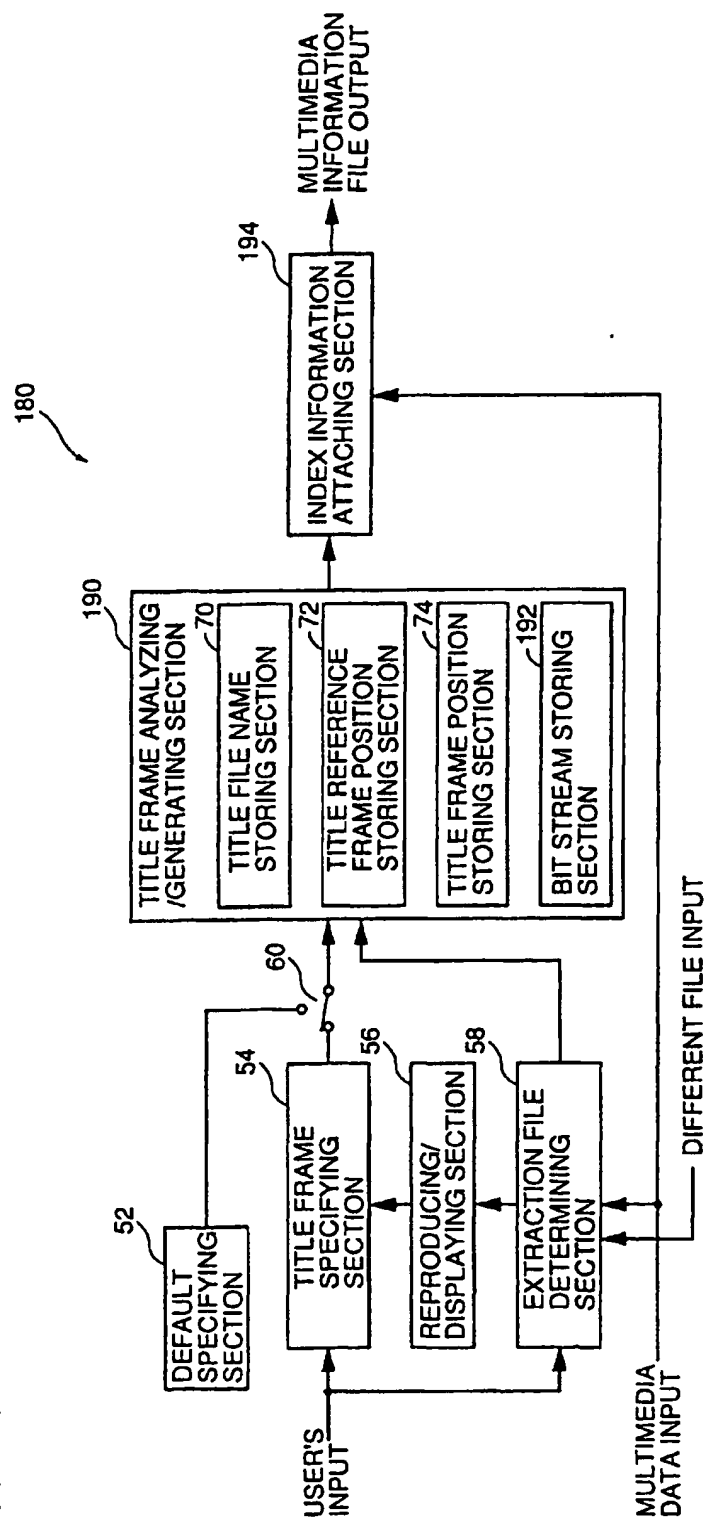 180
USER'S
INPUT
MULTIMEDIA
DATA INPUT
DIFFERENT FILE INPUT
52
DEFAULT
SPECIFYING
SECTION
54
TITLE FRAME
SPECIFYING
SECTION
56
REPRODUCING/
DISPLAYING SECTION
58
EXTRACTION FILE
DETERMINING
SECTION
60
190
TITLE FRAME ANALYZING
/GENERATING SECTION
70
TITLE FILE NAME
STORING SECTION
72
TITLE REFERENCE
FRAME POSITION
STORING SECTION
74
TITLE FRAME POSITION
STORING SECTION
192
BIT STREAM STORING
SECTION
194
INDEX INFORMATION
ATTACHING SECTION
MULTIMEDIA
INFORMATION
FILE OUTPUT